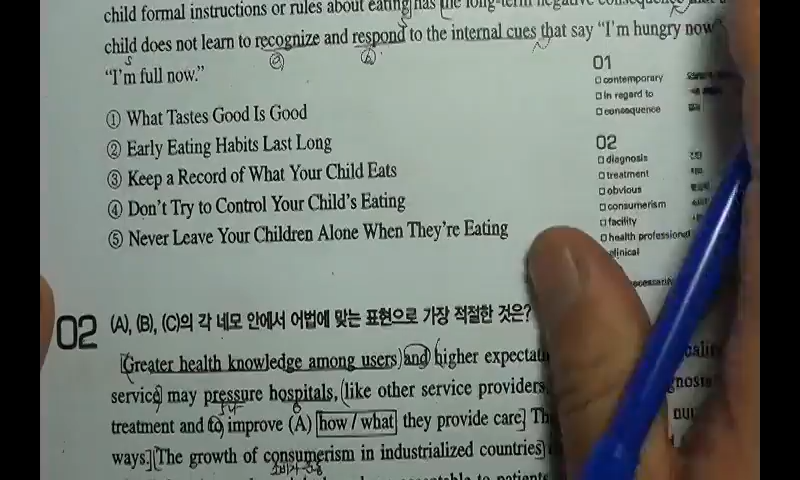 child formal instructions or rules about eating has the long-term negative
child does not learn to recognize and respond to the internal cues that say “I’m hungry now”
“I’m full now.”
① What Tastes Good Is Good
② Early Eating Habits Last Long
③ Keep a Record of What Your Child Eats
④ Don’t Try to Control Your Child’s Eating
⑤ Never Leave Your Children Alone When They’re Eating
01
contemporary
in regard to
consequence
02
diagnosis
treatment
obvious
consumerism
facility
health professional
clinical
02 (A), (B), (C)의 각 네모 안에서 어법에 맞는 표현으로 가장 적절한 것은?
Greater health knowledge among users and higher
service may pressure hospitals, like other service providers,
treatment and to improve (A) how / what they provide care.
ways. The growth of consumerism in industrialized countries
to patients